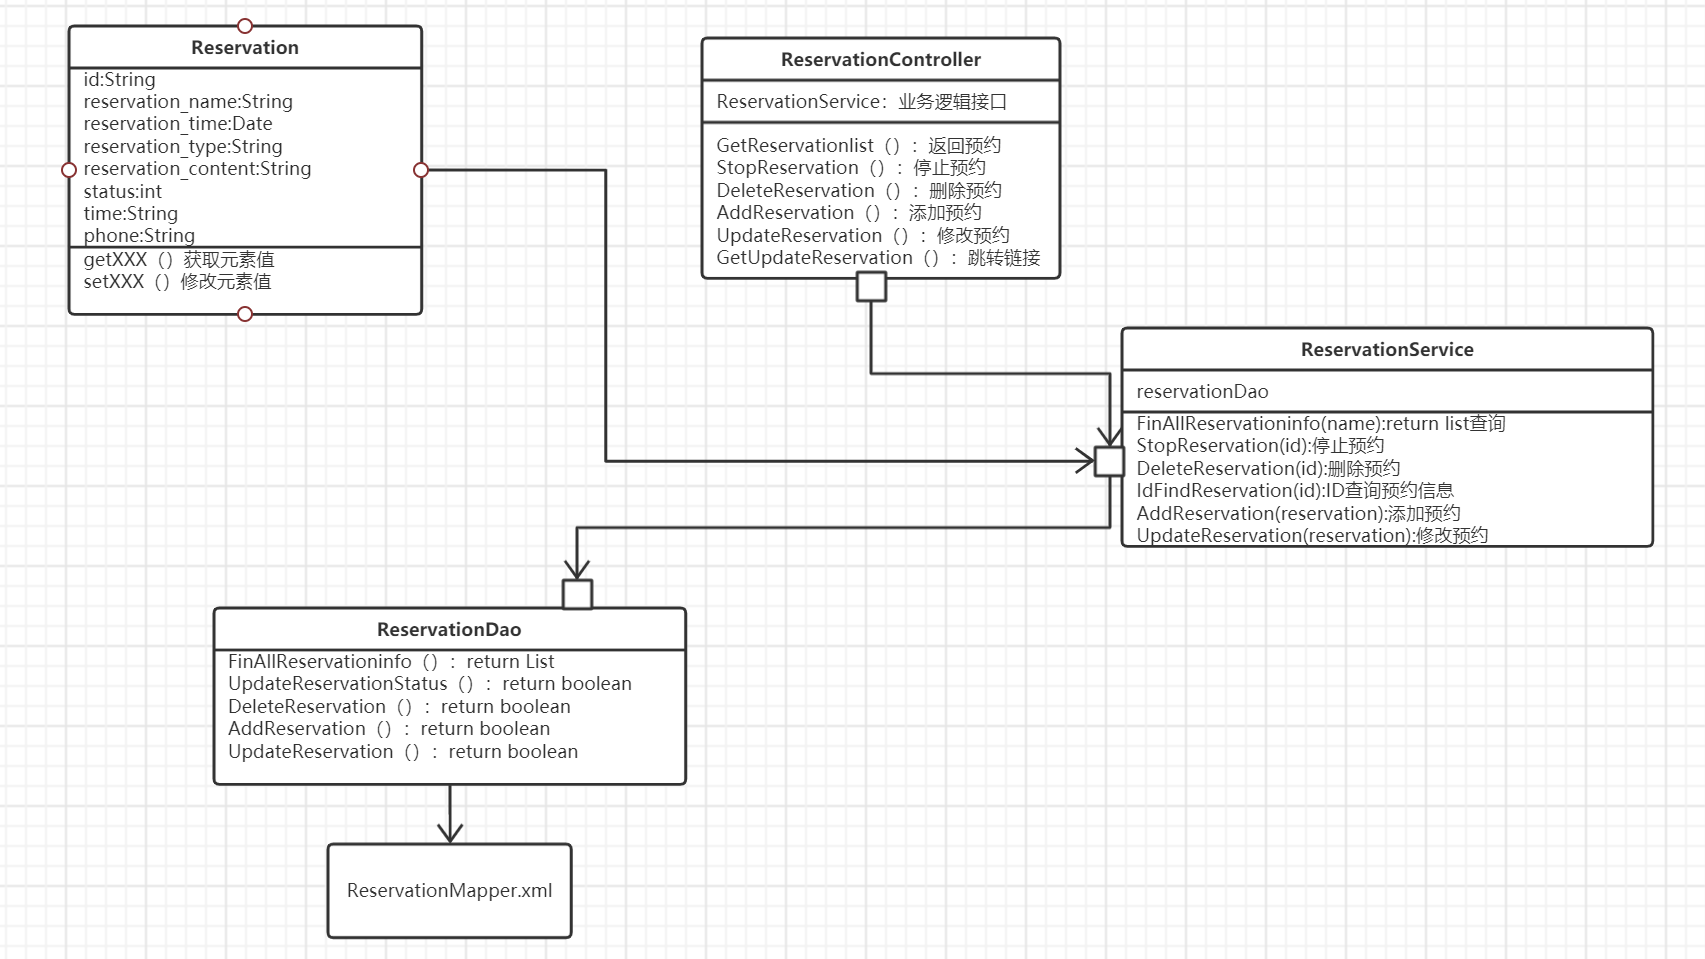 Reservation
id:String
reservation_name:String
reservation_time:Date
reservation_type:String
reservation_content:String
status:int
time:String
phone:String
getXXX（）获取元素值
setXXX（）修改元素值
ReservationController
ReservationService：业务逻辑接口
GetReservationlist（）：返回预约
StopReservation（）：停止预约
DeleteReservation（）：删除预约
AddReservation（）：添加预约
UpdateReservation（）：修改预约
GetUpdateReservation（）：跳转链接
ReservationService
reservationDao
FinAllReservationinfo(name):return list查询
StopReservation(id):停止预约
DeleteReservation(id):删除预约
IdFindReservation(id):ID查询预约信息
AddReservation(reservation):添加预约
UpdateReservation(reservation):修改预约
ReservationDao
FinAllReservationinfo（）：return List
UpdateReservationStatus（）：return boolean
DeleteReservation（）：return boolean
AddReservation（）：return boolean
UpdateReservation（）：return boolean
ReservationMapper.xml